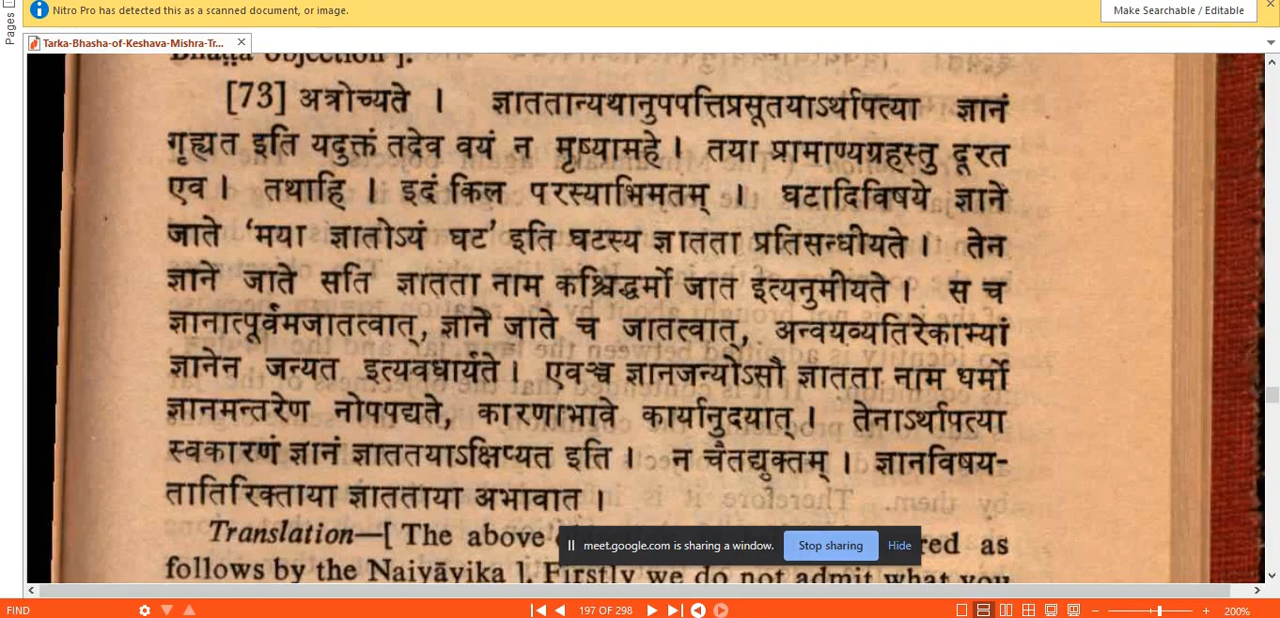 Pages
Nitro Pro has detected this as a scanned document, or image.
Make Searchable / Editable
Tarka-Bhasha-of-Keshava-Mishra-Tr...
Bhaṭṭa objection ].
[73] अत्रोच्यते । ज्ञाततान्यथानुपपत्तिप्रसूतयाऽर्थापत्या ज्ञानं
गृह्यत इति यदुक्तं तदेव वयं न मृष्यामहे । तया प्रामाण्यग्रहस्तु दूरत
एव । तथाहि । इदं किल परस्याभिमतम् । घटादिविषये ज्ञाने
जाते ‘मया ज्ञातोऽयं घट’ इति घटस्य ज्ञातता प्रतिसन्धीयते । तेन
ज्ञाने जाते सति ज्ञातता नाम कश्चिद्धर्मो जात इत्यनुमीयते । स च
ज्ञानात्पूर्वमजातत्वात्, ज्ञाने जाते च जातत्वात्, अन्वयव्यतिरेकाभ्यां
ज्ञानेन जन्यत इत्यवधार्यते । एवञ्च ज्ञानजन्योऽसौ ज्ञातता नाम धर्मो
ज्ञानमन्तरेण नोपपद्यते, कारणाभावे कार्यानुदयात् । तेनाऽर्थापत्या
स्वकारणं ज्ञानं ज्ञाततयाऽक्षिप्यत इति । न चैतद्युक्तम् । ज्ञानविषय-
तातिरिक्ताया ज्ञातताया अभावात ।
Translation—[ The above red as
follows by the Naiyāyika ]. Firstly we do not admit what you
meet.google.com is sharing a window.
Stop sharing
Hide
FIND
197 OF 298
200%